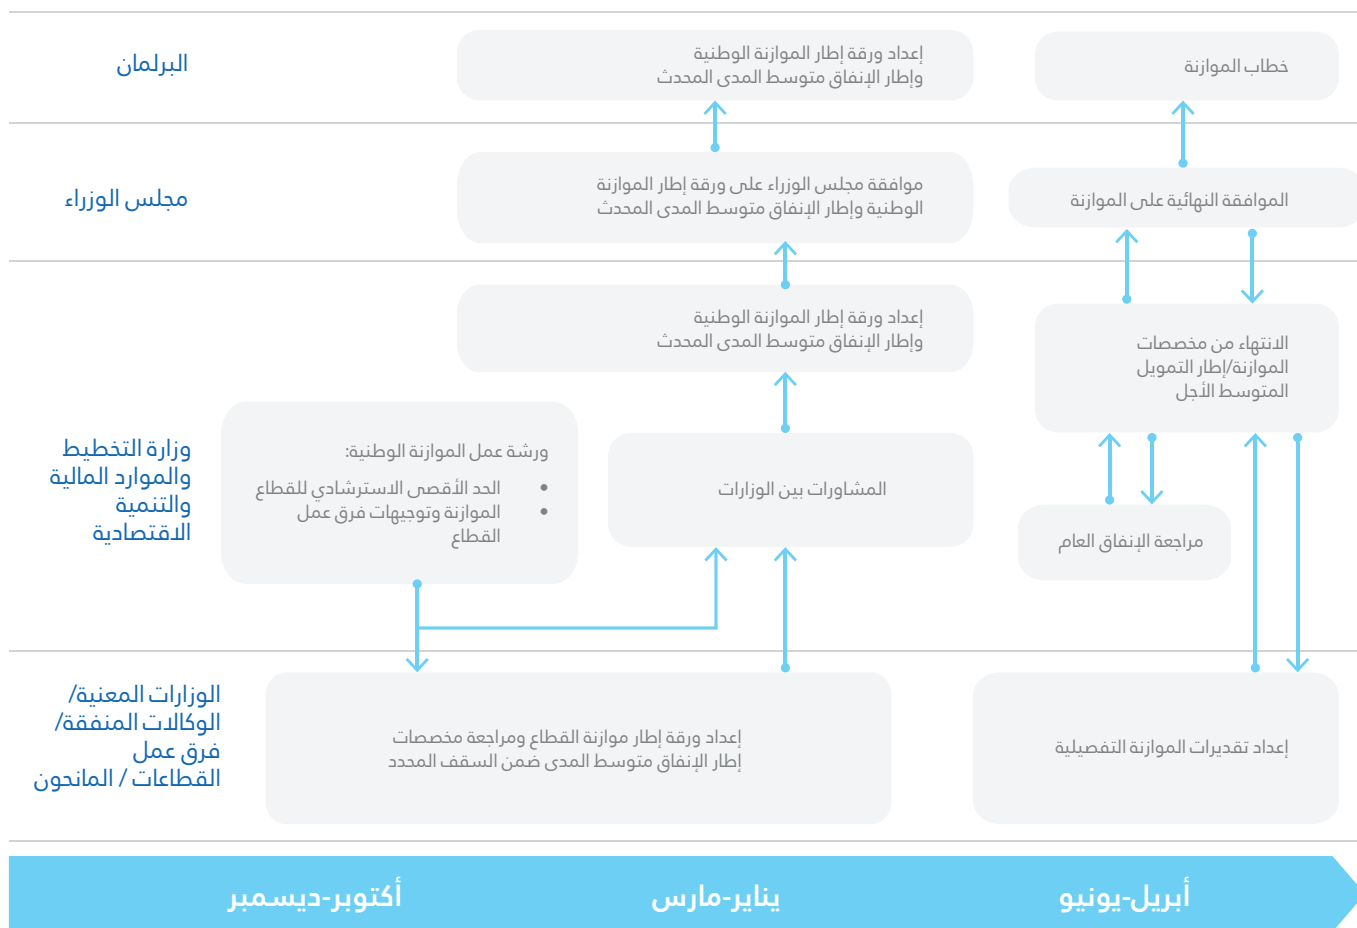 البرلمان
إعداد ورقة إطار الموازنة الوطنية
وإطار الإنفاق متوسط المدى المحدث
خطاب الموازنة
مجلس الوزراء
موافقة مجلس الوزراء على ورقة إطار الموازنة
الوطنية وإطار الإنفاق متوسط المدى المحدث
الموافقة النهائية على الموازنة
وزارة التخطيط
والموارد المالية
والتنمية
الاقتصادية
إعداد ورقة إطار الموازنة الوطنية
وإطار الإنفاق متوسط المدى المحدث
الانتهاء من مخصصات
الموازنة/إطار التمويل
المتوسط الأجل
ورشة عمل الموازنة الوطنية:
• الحد الأقصى الاسترشادي للقطاع
• الموازنة وتوجيهات فرق عمل
القطاع
المشاورات بين الوزارات
مراجعة الإنفاق العام
الوزارات المعنية/
الوكالات المنفقة/
فرق عمل
القطاعات / المانحون
إعداد ورقة إطار موازنة القطاع ومراجعة مخصصات
إطار الإنفاق متوسط المدى ضمن السقف المحدد
إعداد تقديرات الموازنة التفصيلية
أكتوبر-ديسمبر
يناير-مارس
أبريل-يونيو